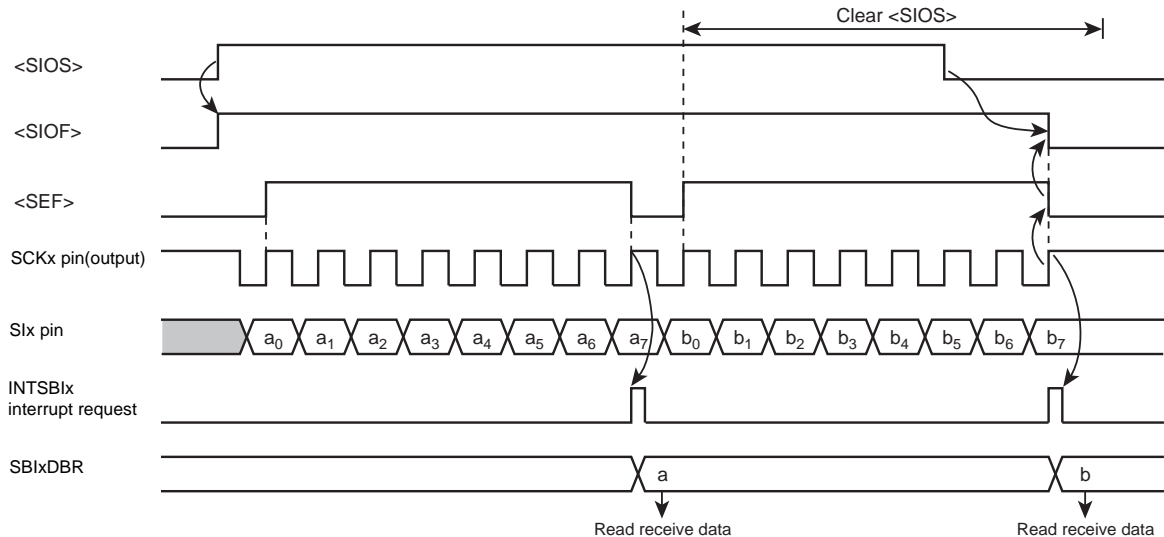 Clear <SIOS>
<SIOS>
<SIOF>
<SEF>
SCKx pin(output)
SIx pin
a0 a1 a2 a3 a4 a5 a6 a7 b0 b1 b2 b3 b4 b5 b6 b7
INTSBIx
interrupt request
SBIxDBR
a b
Read receive data Read receive data